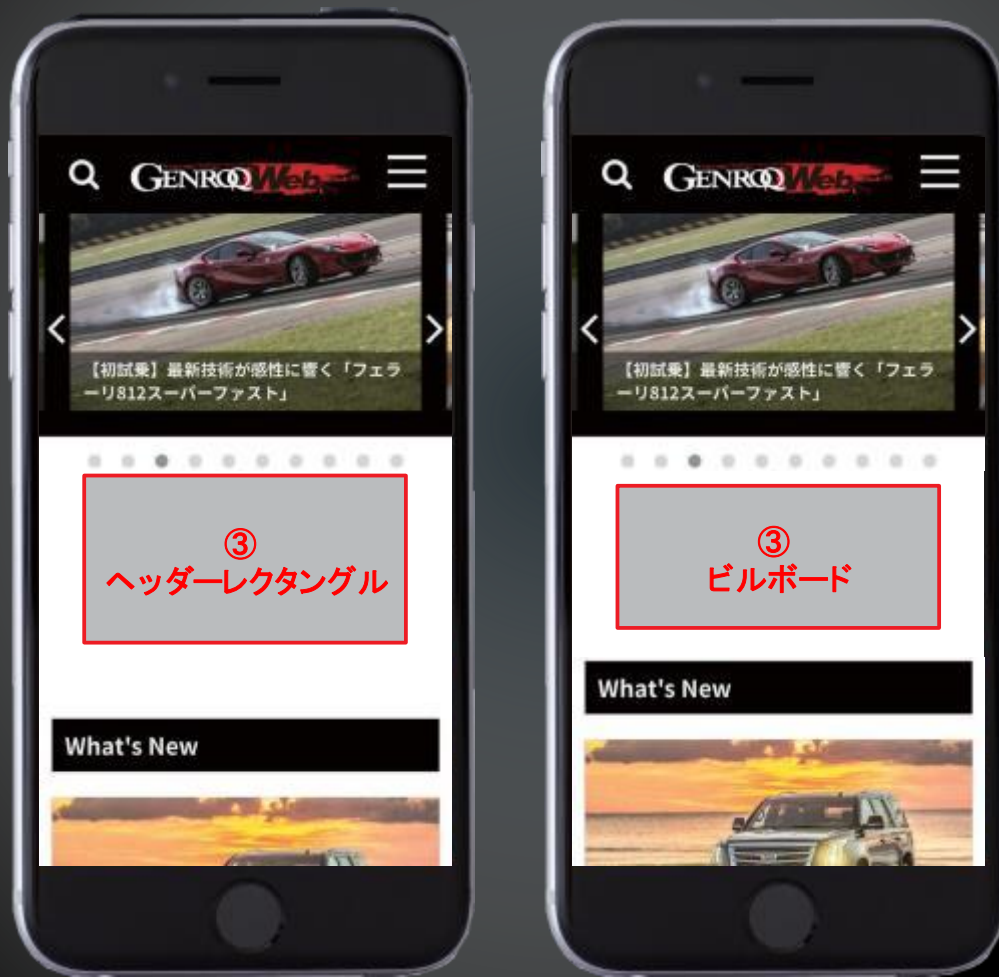 GENROQ Web
【初試乗】最新技術が感性に響く「フェラ
ーリ812スーパーファスト」
③
ヘッダーレクタングル
What's New
GENROQ Web
【初試乗】最新技術が感性に響く「フェラ
ーリ812スーパーファスト」
③
ビルボード
What's New